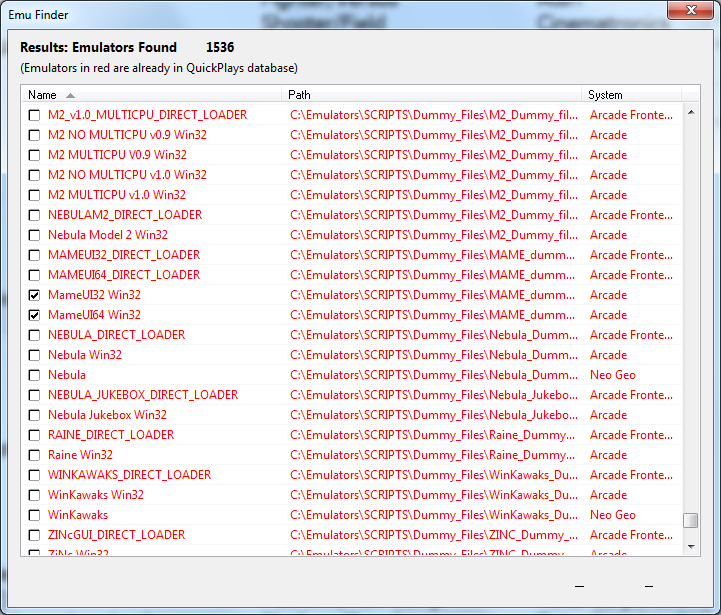 Emu Finder
Results: Emulators Found 1536
(Emulators in red are already in QuickPlays database)
Name Path System
M2_v1.0_MULTICPU_DIRECT_LOADER C:\Emulators\SCRIPTS\Dummy_Files\M2_Dummy_fil... Arcade Fronte...
M2 NO MULTICPU v0.9 Win32 C:\Emulators\SCRIPTS\Dummy_Files\M2_Dummy_fil... Arcade
M2 MULTICPU V0.9 Win32 C:\Emulators\SCRIPTS\Dummy_Files\M2_Dummy_fil... Arcade
M2 NO MULTICPU v1.0 Win32 C:\Emulators\SCRIPTS\Dummy_Files\M2_Dummy_fil... Arcade
M2 MULTICPU v1.0 Win32 C:\Emulators\SCRIPTS\Dummy_Files\M2_Dummy_fil... Arcade
NEBULAM2_DIRECT_LOADER C:\Emulators\SCRIPTS\Dummy_Files\M2_Dummy_fil... Arcade Fronte...
Nebula Model 2 Win32 C:\Emulators\SCRIPTS\Dummy_Files\M2_Dummy_fil... Arcade
MAMEUI32_DIRECT_LOADER C:\Emulators\SCRIPTS\Dummy_Files\MAME_dumm... Arcade Fronte...
MAMEUI64_DIRECT_LOADER C:\Emulators\SCRIPTS\Dummy_Files\MAME_dumm... Arcade Fronte...
MameUI32 Win32 C:\Emulators\SCRIPTS\Dummy_Files\MAME_dumm... Arcade
MameUI64 Win32 C:\Emulators\SCRIPTS\Dummy_Files\MAME_dumm... Arcade
NEBULA_DIRECT_LOADER C:\Emulators\SCRIPTS\Dummy_Files\Nebula_Dumm... Arcade Fronte...
Nebula Win32 C:\Emulators\SCRIPTS\Dummy_Files\Nebula_Dumm... Arcade
Nebula C:\Emulators\SCRIPTS\Dummy_Files\Nebula_Dumm... Neo Geo
NEBULA_JUKEBOX_DIRECT_LOADER C:\Emulators\SCRIPTS\Dummy_Files\Nebula_Jukebo... Arcade Fronte...
Nebula Jukebox Win32 C:\Emulators\SCRIPTS\Dummy_Files\Nebula_Jukebo... Arcade
RAINE_DIRECT_LOADER C:\Emulators\SCRIPTS\Dummy_Files\Raine_Dummy... Arcade Fronte...
Raine Win32 C:\Emulators\SCRIPTS\Dummy_Files\Raine_Dummy... Arcade
WINKAWAKS_DIRECT_LOADER C:\Emulators\SCRIPTS\Dummy_Files\WinKawaks_Du... Arcade Fronte...
WinKawaks Win32 C:\Emulators\SCRIPTS\Dummy_Files\WinKawaks_Du... Arcade
WinKawaks C:\Emulators\SCRIPTS\Dummy_Files\WinKawaks_Du... Neo Geo
ZINcGUI_DIRECT_LOADER C:\Emulators\SCRIPTS\Dummy_Files\ZINC_Dummy_... Arcade Fronte...
ZiNc Win32 C:\Emulators\SCRIPTS\Dummy_Files\ZINC_Dummy_... Arcade